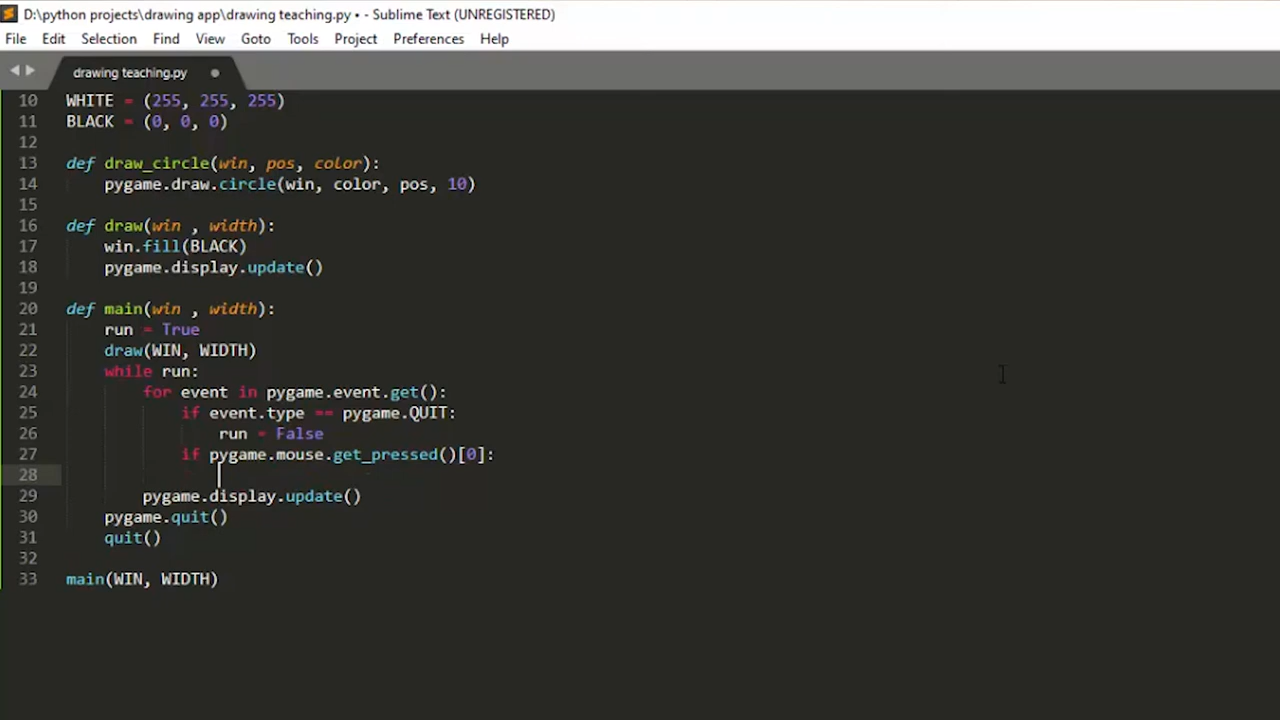 D:\python projects\drawing app\drawing teaching.py • - Sublime Text (UNREGISTERED)
File Edit Selection Find View Goto Tools Project Preferences Help
drawing teaching.py
10 WHITE = (255, 255, 255)
11 BLACK = (0, 0, 0)
12
13 def draw_circle(win, pos, color):
14     pygame.draw.circle(win, color, pos, 10)
15
16 def draw(win , width):
17     win.fill(BLACK)
18     pygame.display.update()
19
20 def main(win , width):
21     run = True
22     draw(WIN, WIDTH)
23     while run:
24         for event in pygame.event.get():
25             if event.type == pygame.QUIT:
26                 run = False
27             if pygame.mouse.get_pressed()[0]:
28
29         pygame.display.update()
30     pygame.quit()
31     quit()
32
33 main(WIN, WIDTH)